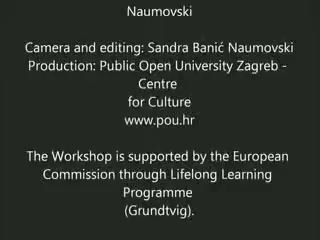 Naumovski
Camera and editing: Sandra Banić Naumovski
Production: Public Open University Zagreb -
Centre
for Culture
www.pou.hr
The Workshop is supported by the European
Commission through Lifelong Learning
Programme
(Grundtvig).